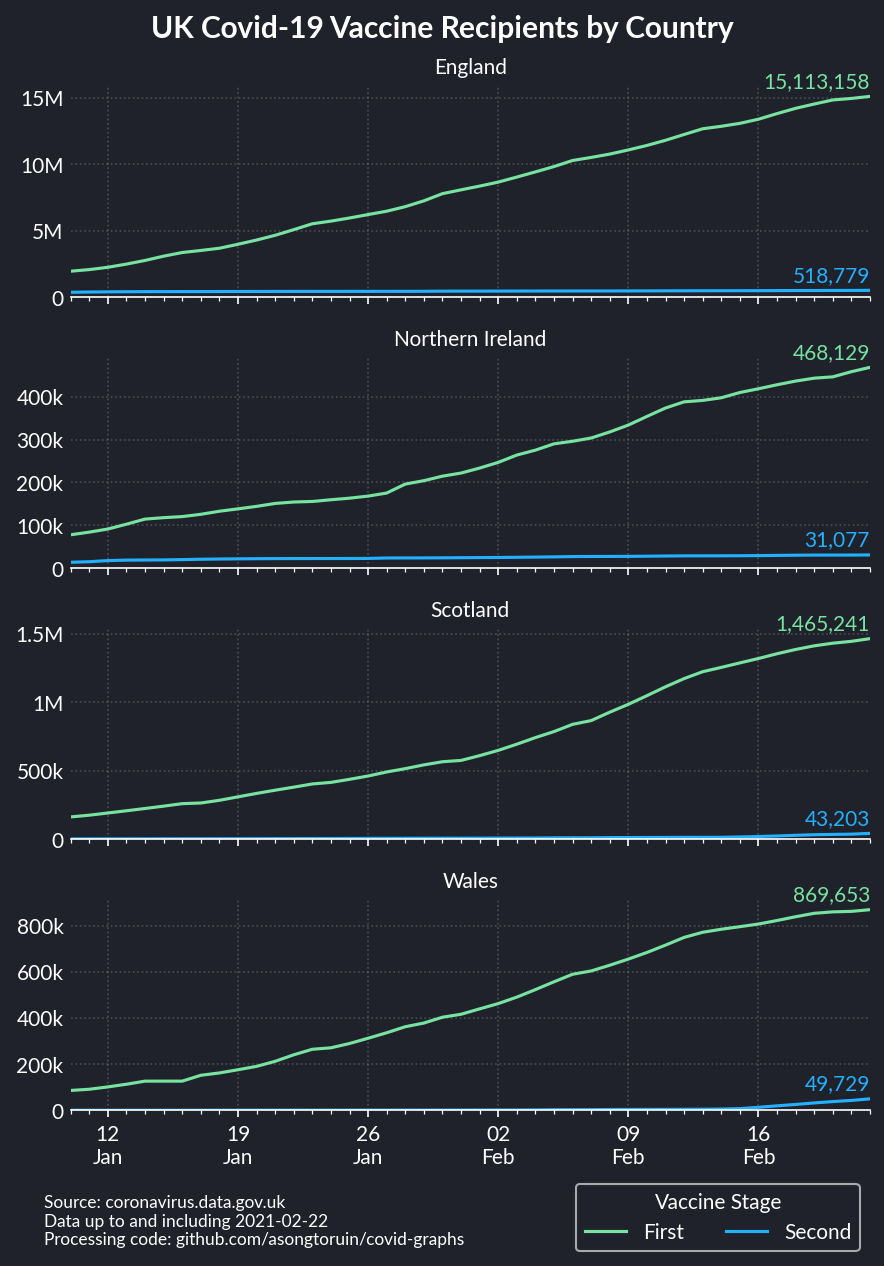 UK Covid-19 Vaccine Recipients by Country
England
15,113,158
15M
10M
5M
518,779
0
Northern Ireland
468,129
400k
300k
200k
100k
31,077
0
Scotland
1,465,241
1.5M
1M
500k
43,203
0
Wales
869,653
800k
600k
400k
200k
49,729
0
12 19 26 02 09 16
Jan Jan Jan Feb Feb Feb
Source: coronavirus.data.gov.uk
Data up to and including 2021-02-22
Processing code: github.com/asongtoruin/covid-graphs
Vaccine Stage
First Second